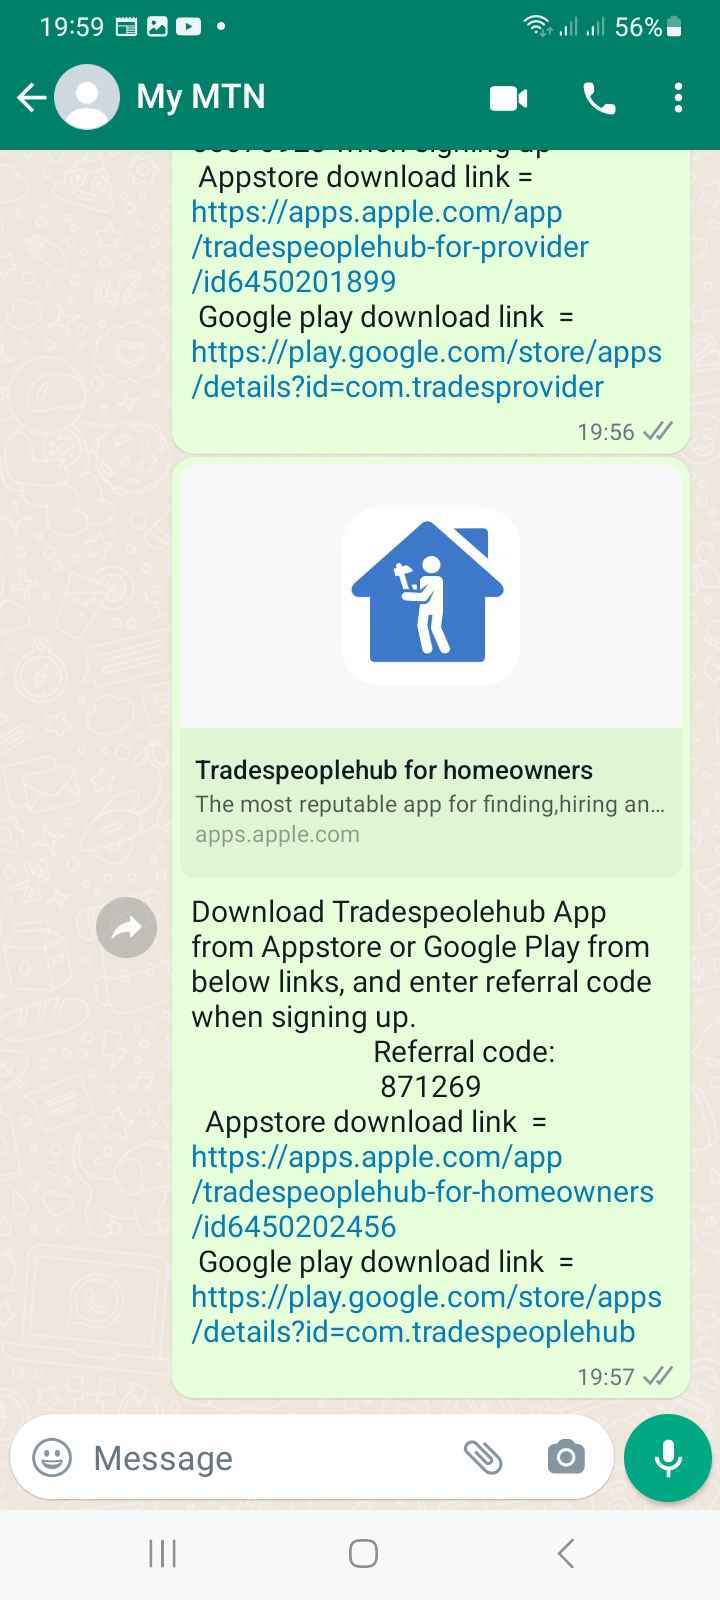 19:59
56%
My MTN
when signing up
Appstore download link =
https://apps.apple.com/app
/tradespeoplehub-for-provider
/id6450201899
Google play download link =
https://play.google.com/store/apps
/details?id=com.tradesprovider
19:56
Tradespeoplehub for homeowners
The most reputable app for finding,hiring an...
apps.apple.com
Download Tradespeolehub App
from Appstore or Google Play from
below links, and enter referral code
when signing up.
Referral code:
871269
Appstore download link =
https://apps.apple.com/app
/tradespeoplehub-for-homeowners
/id6450202456
Google play download link =
https://play.google.com/store/apps
/details?id=com.tradespeoplehub
19:57
Message